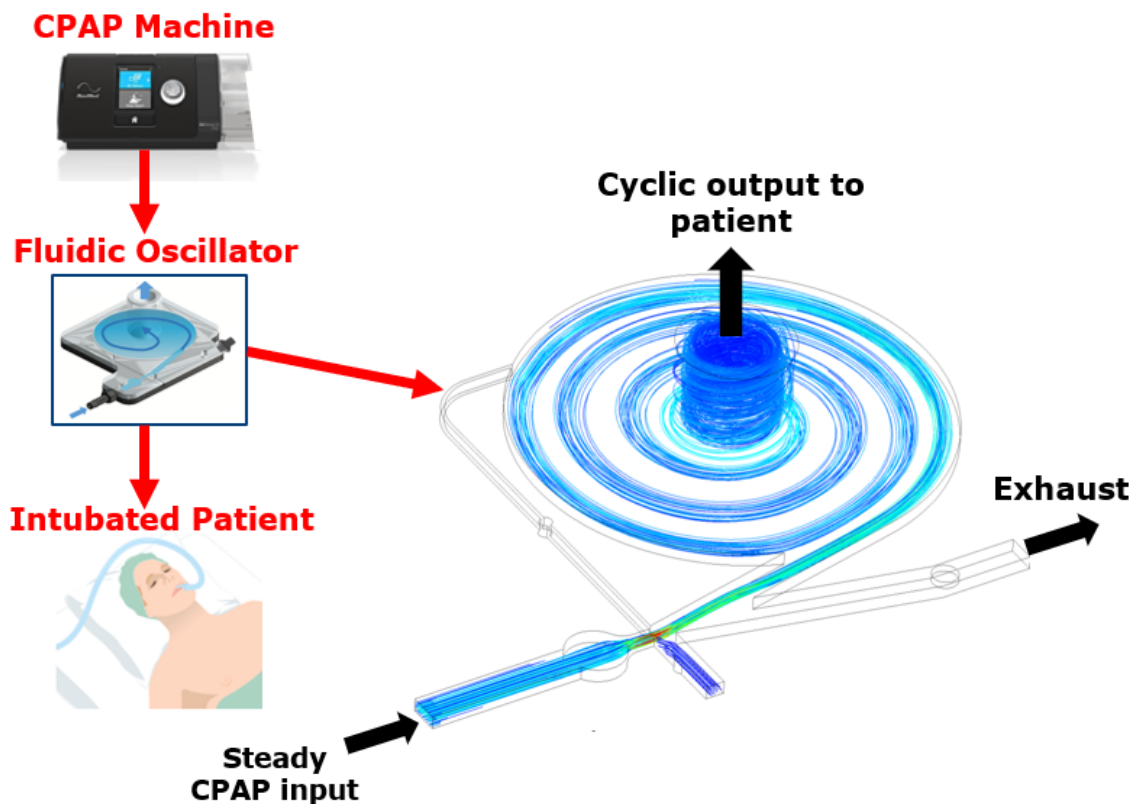 CPAP Machine
Fluidic Oscillator
Intubated Patient
Cyclic output to
patient
Exhaust
Steady
CPAP input